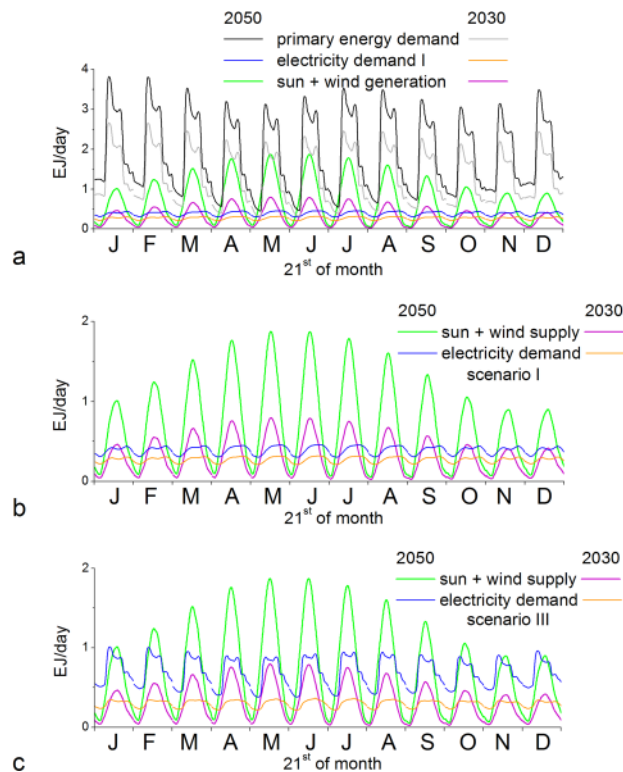 2050 2030
primary energy demand
electricity demand I
sun + wind generation
4
3
2
1
0
EJ/day
J F M A M J J A S O N D
21st of month
a
2050 2030
sun + wind supply
electricity demand
scenario I
2
1
0
EJ/day
J F M A M J J A S O N D
21st of month
b
2050 2030
sun + wind supply
electricity demand
scenario III
2
1
0
EJ/day
J F M A M J J A S O N D
21st of month
c